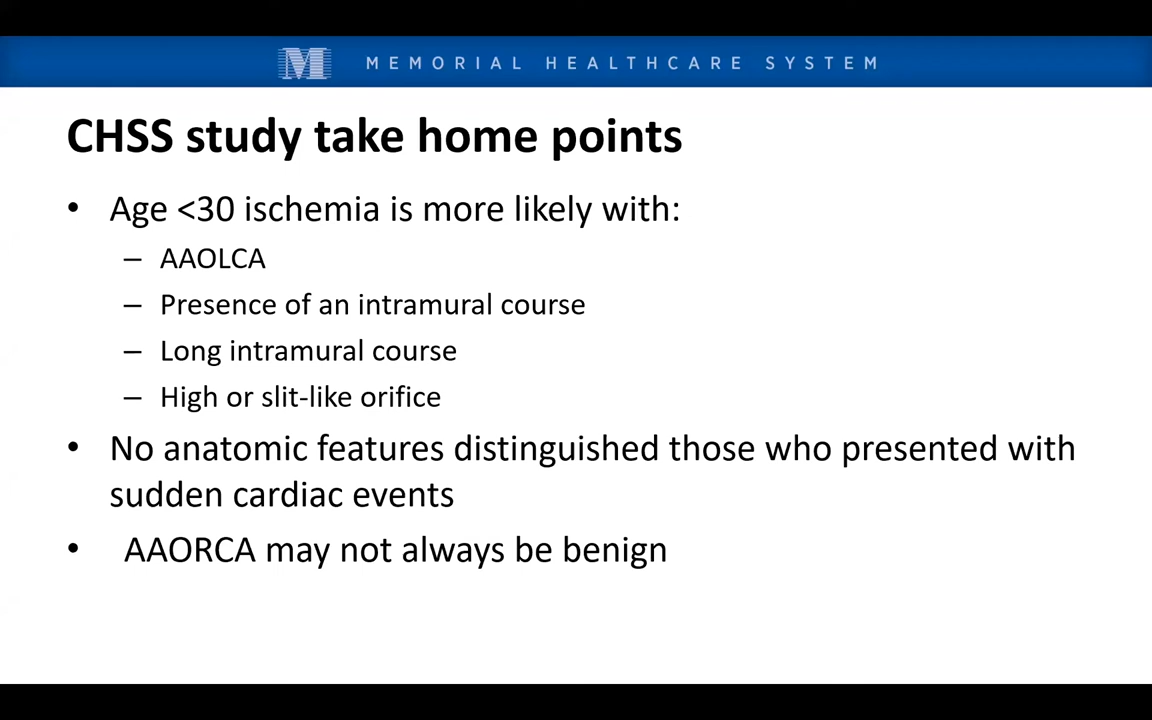 MEMORIAL HEALTHCARE SYSTEM
CHSS study take home points
• Age <30 ischemia is more likely with:
– AAOLCA
– Presence of an intramural course
– Long intramural course
– High or slit-like orifice
• No anatomic features distinguished those who presented with
sudden cardiac events
• AAORCA may not always be benign